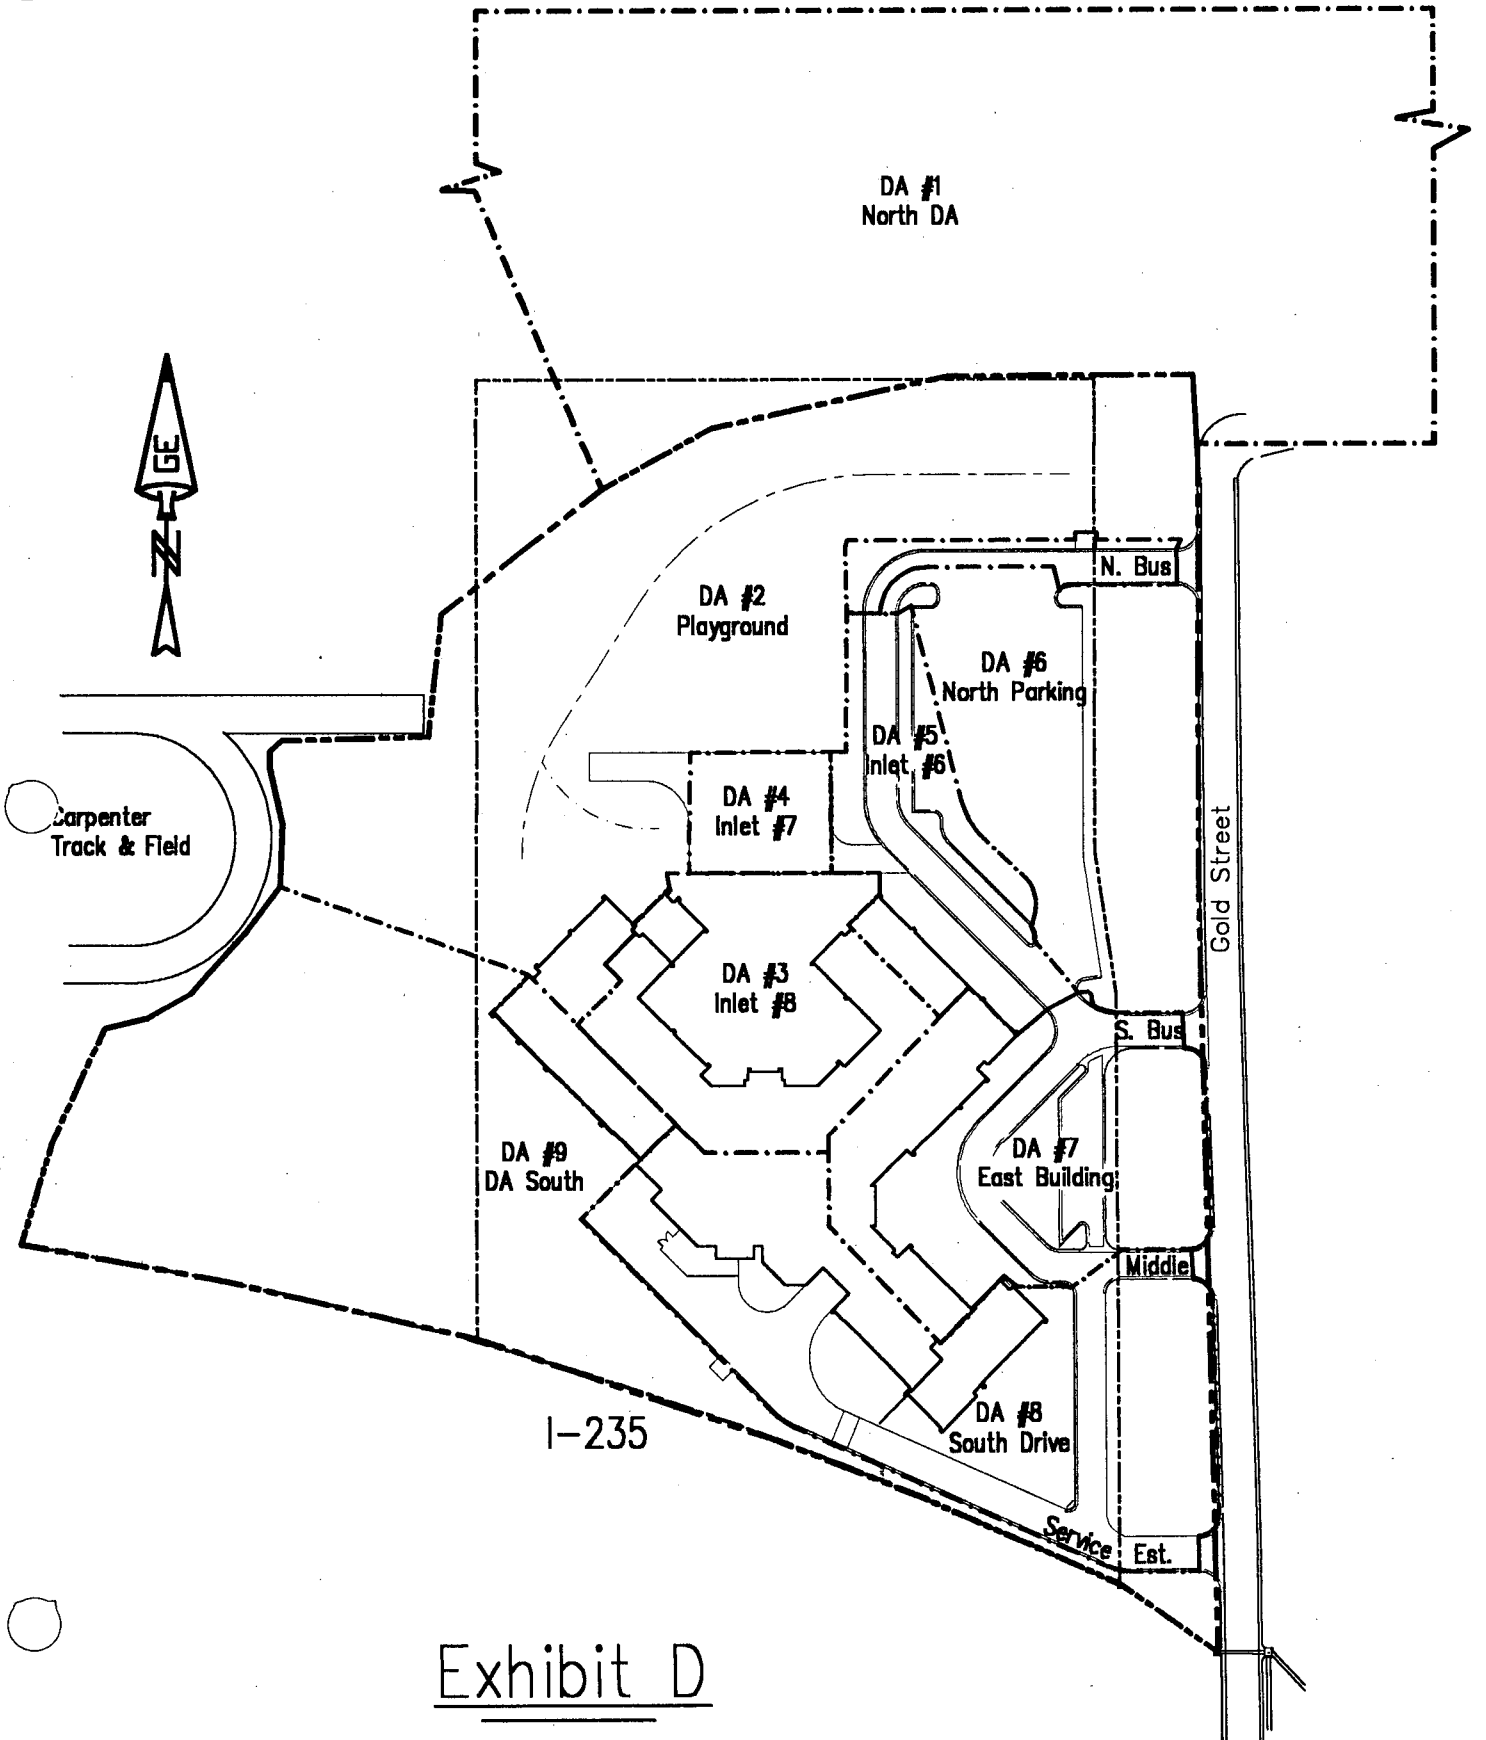 DA #1
North DA
GE
N
N. Bus
DA #2
Playground
DA #6
North Parking
DA #5
Inlet #6
DA #4
Inlet #7
Carpenter
Track & Field
Gold Street
DA #3
Inlet #8
S. Bus
DA #9
DA South
DA #7
East Building
Middle
I-235
DA #8
South Drive
Service
Est.
Exhibit D